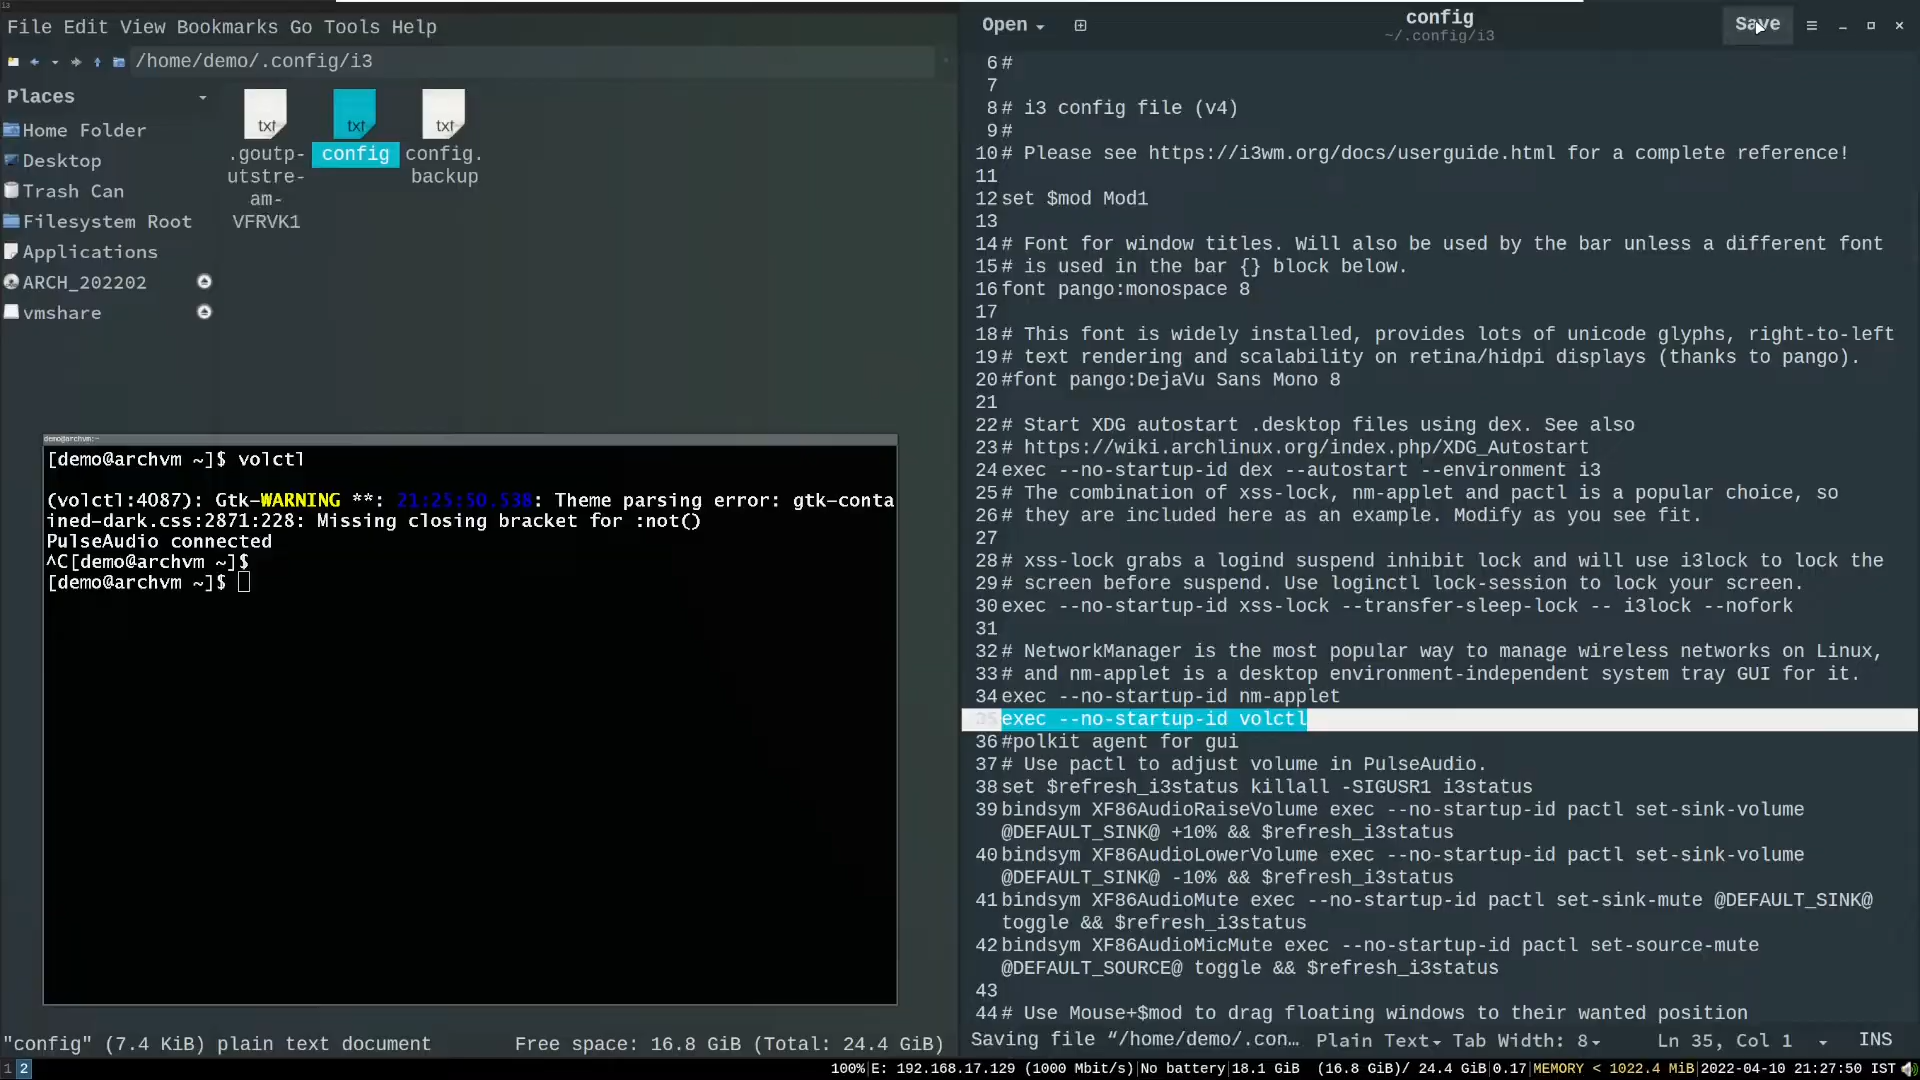 i3
File Edit View Bookmarks Go Tools Help
/home/demo/.config/i3
Places
Home Folder
Desktop
Trash Can
Filesystem Root
Applications
ARCH_202202
vmshare
txt
.goutp-
utstre-
am-
VFRVK1
txt
config
txt
config.
backup
demo@archvm:~
[demo@archvm ~]$ volctl
(volctl:4087): Gtk-WARNING **: 21:25:50.538: Theme parsing error: gtk-conta
ined-dark.css:2871:228: Missing closing bracket for :not()
PulseAudio connected
^C[demo@archvm ~]$
[demo@archvm ~]$
"config" (7.4 KiB) plain text document Free space: 16.8 GiB (Total: 24.4 GiB)
Open
config
~/.config/i3
Save
6 #
7
8 # i3 config file (v4)
9 #
10 # Please see https://i3wm.org/docs/userguide.html for a complete reference!
11
12 set $mod Mod1
13
14 # Font for window titles. Will also be used by the bar unless a different font
15 # is used in the bar {} block below.
16 font pango:monospace 8
17
18 # This font is widely installed, provides lots of unicode glyphs, right-to-left
19 # text rendering and scalability on retina/hidpi displays (thanks to pango).
20 #font pango:DejaVu Sans Mono 8
21
22 # Start XDG autostart .desktop files using dex. See also
23 # https://wiki.archlinux.org/index.php/XDG_Autostart
24 exec --no-startup-id dex --autostart --environment i3
25 # The combination of xss-lock, nm-applet and pactl is a popular choice, so
26 # they are included here as an example. Modify as you see fit.
27
28 # xss-lock grabs a logind suspend inhibit lock and will use i3lock to lock the
29 # screen before suspend. Use loginctl lock-session to lock your screen.
30 exec --no-startup-id xss-lock --transfer-sleep-lock -- i3lock --nofork
31
32 # NetworkManager is the most popular way to manage wireless networks on Linux,
33 # and nm-applet is a desktop environment-independent system tray GUI for it.
34 exec --no-startup-id nm-applet
35 exec --no-startup-id volctl
36 #polkit agent for gui
37 # Use pactl to adjust volume in PulseAudio.
38 set $refresh_i3status killall -SIGUSR1 i3status
39 bindsym XF86AudioRaiseVolume exec --no-startup-id pactl set-sink-volume
@DEFAULT_SINK@ +10% && $refresh_i3status
40 bindsym XF86AudioLowerVolume exec --no-startup-id pactl set-sink-volume
@DEFAULT_SINK@ -10% && $refresh_i3status
41 bindsym XF86AudioMute exec --no-startup-id pactl set-sink-mute @DEFAULT_SINK@
toggle && $refresh_i3status
42 bindsym XF86AudioMicMute exec --no-startup-id pactl set-source-mute
@DEFAULT_SOURCE@ toggle && $refresh_i3status
43
44 # Use Mouse+$mod to drag floating windows to their wanted position
Saving file “/home/demo/.con… Plain Text Tab Width: 8 Ln 35, Col 1 INS
1 2 100%|E: 192.168.17.129 (1000 Mbit/s)|No battery|18.1 GiB (16.8 GiB)/ 24.4 GiB|0.17|MEMORY < 1022.4 MiB|2022-04-10 21:27:50 IST